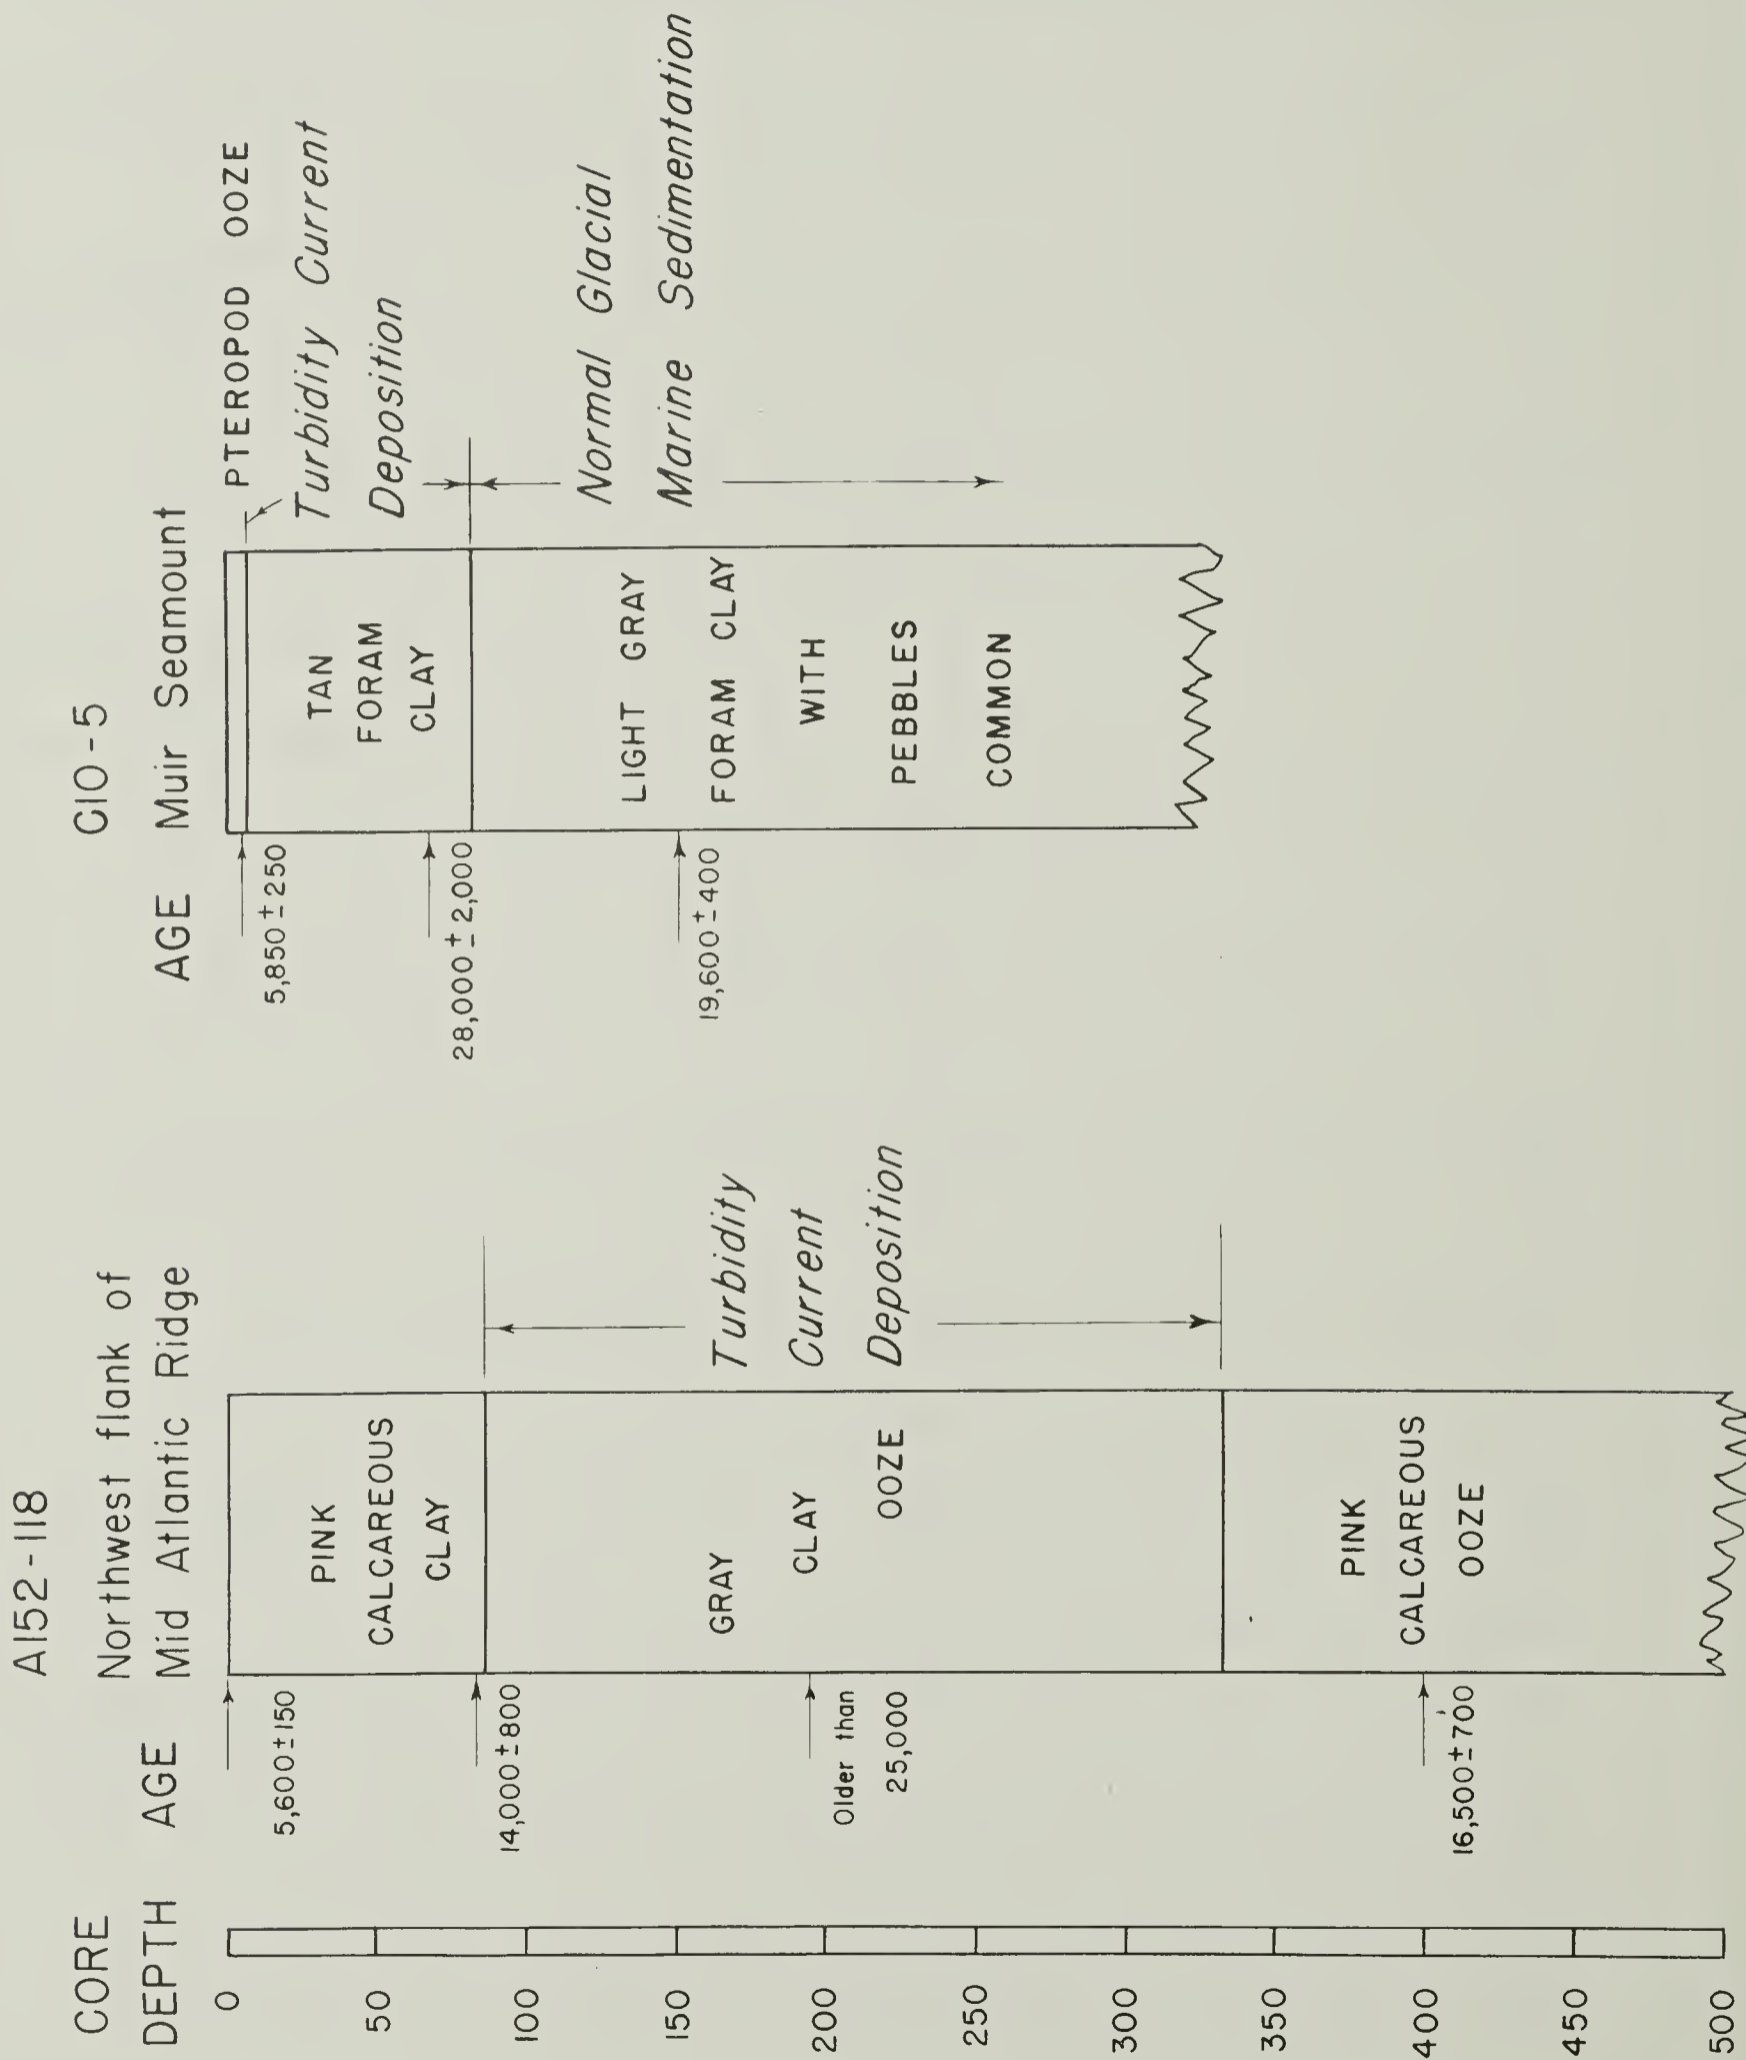 A152-118
C10-5
CORE
DEPTH
AGE
Northwest flank of
Mid Atlantic Ridge
AGE
Muir Seamount
0
50
100
150
200
250
300
350
400
450
500
5,600±150
14,000±800
Older than
25,000
16,500±700
PINK
CALCAREOUS
CLAY
GRAY
CLAY
OOZE
PINK
CALCAREOUS
OOZE
Turbidity
Current
Deposition
5,850±250
28,000±2,000
19,600±400
TAN
FORAM
CLAY
LIGHT GRAY
FORAM CLAY
WITH
PEBBLES
COMMON
PTEROPOD OOZE
Turbidity Current
Deposition
Normal Glacial
Marine Sedimentation